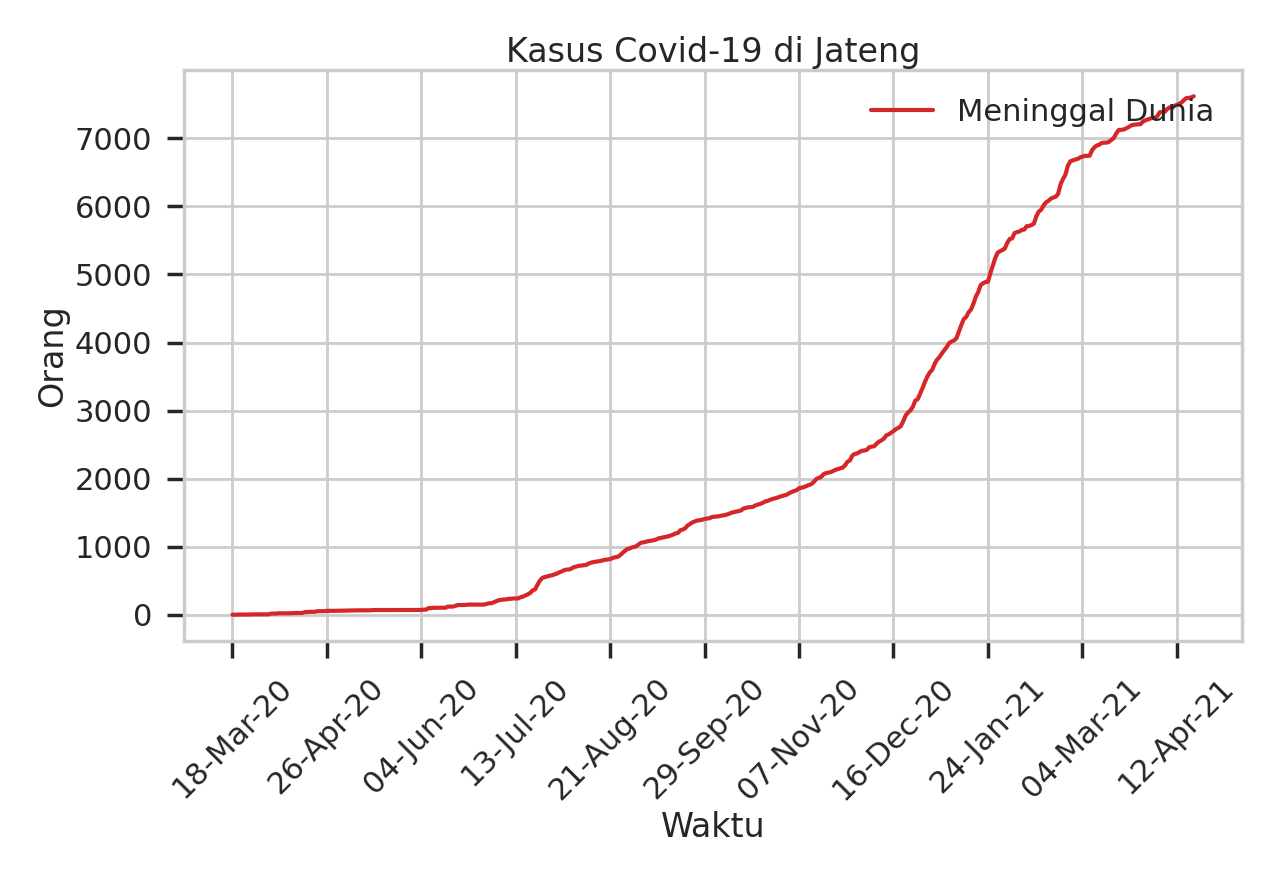 Kasus Covid-19 di Jateng
Meninggal Dunia
Orang
7000
6000
5000
4000
3000
2000
1000
0
18-Mar-20
26-Apr-20
04-Jun-20
13-Jul-20
21-Aug-20
29-Sep-20
07-Nov-20
16-Dec-20
24-Jan-21
04-Mar-21
12-Apr-21
Waktu